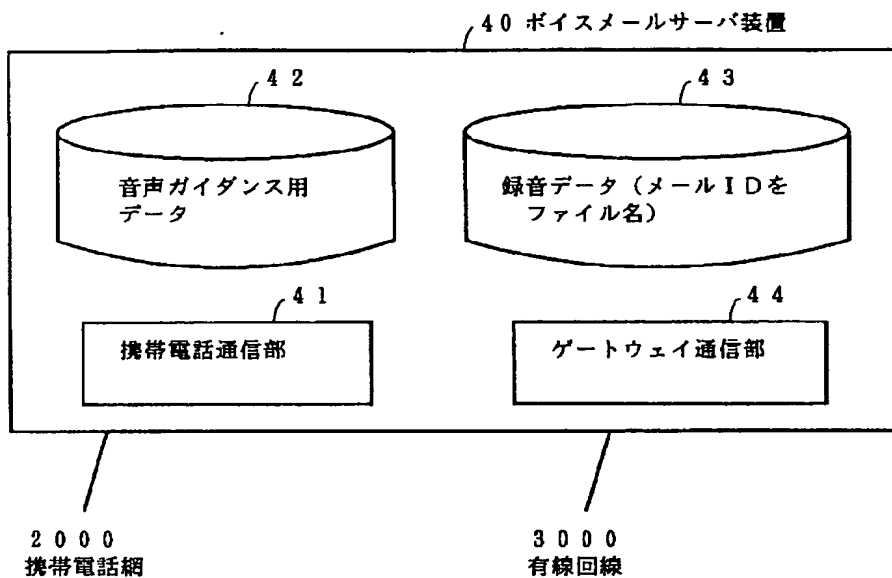 40 ボイスメールサーバ装置
42
43
音声ガイダンス用
データ
録音データ(メールIDを
ファイル名)
41
44
携帯電話通信部
ゲートウェイ通信部
2000
携帯電話網
3000
有線回線